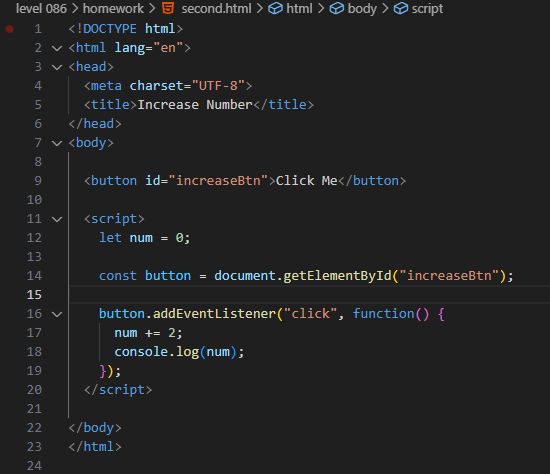 level 086 > homework > second.html > html > body > script
1 <!DOCTYPE html>
2 <html lang="en">
3 <head>
4   <meta charset="UTF-8">
5   <title>Increase Number</title>
6 </head>
7 <body>
8
9   <button id="increaseBtn">Click Me</button>
10
11   <script>
12     let num = 0;
13
14     const button = document.getElementById("increaseBtn");
15
16     button.addEventListener("click", function() {
17       num += 2;
18       console.log(num);
19     });
20   </script>
21
22 </body>
23 </html>
24